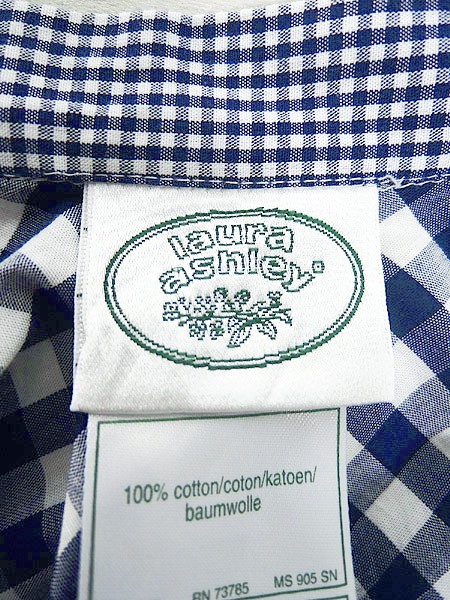 laura
ashley®
100% cotton/coton/katoen/
baumwolle
RN 73785 MS 905 SN